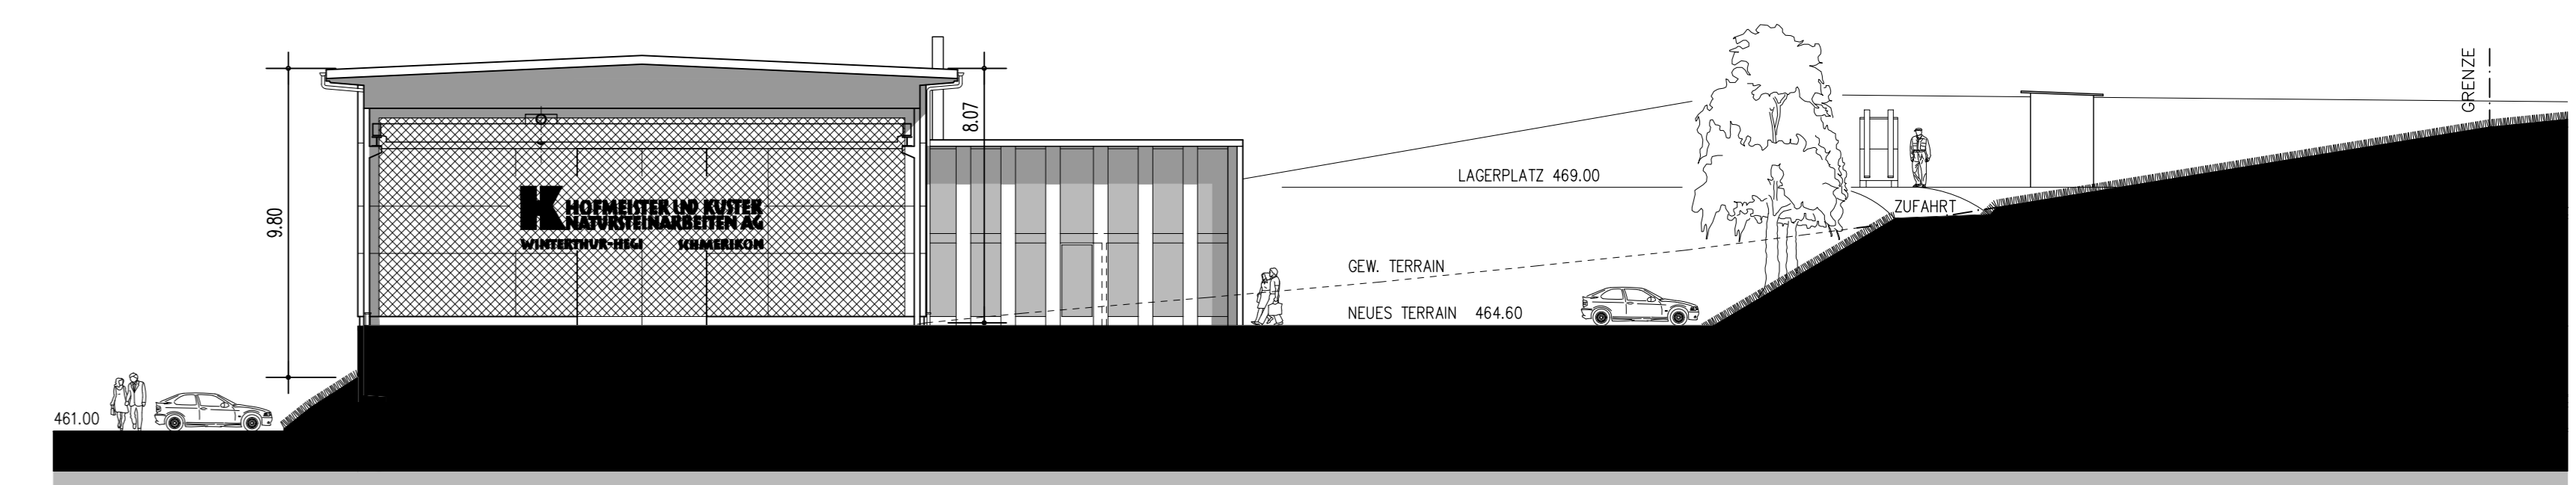 GRENZE
9.80
8.07
LAGERPLATZ 469.00
HOFMEISTER UND KUSTER
NATURSTEINARBEITEN AG
WINTERTHUR-HEGI SCHMERIKON
ZUFAHRT
GEW. TERRAIN
NEUES TERRAIN 464.60
461.00